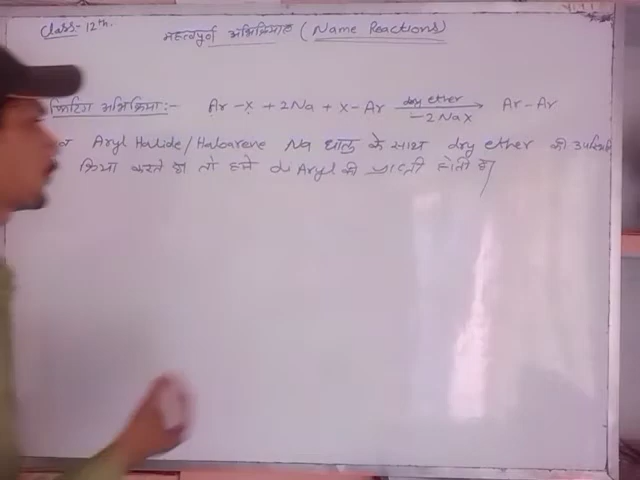 Class- 12th.
महत्वपूर्ण अभिक्रियाएं ( Name Reactions )
फिटिग अभिक्रिया:- Ar -X + 2Na + X- Ar dry ether → -2NaX Ar - Ar
Aryl Halide/Haloarene Na धातु के साथ dry ether की उपस्थिति
क्रिया करते है तो हमे di Aryl की प्राप्ती होती है